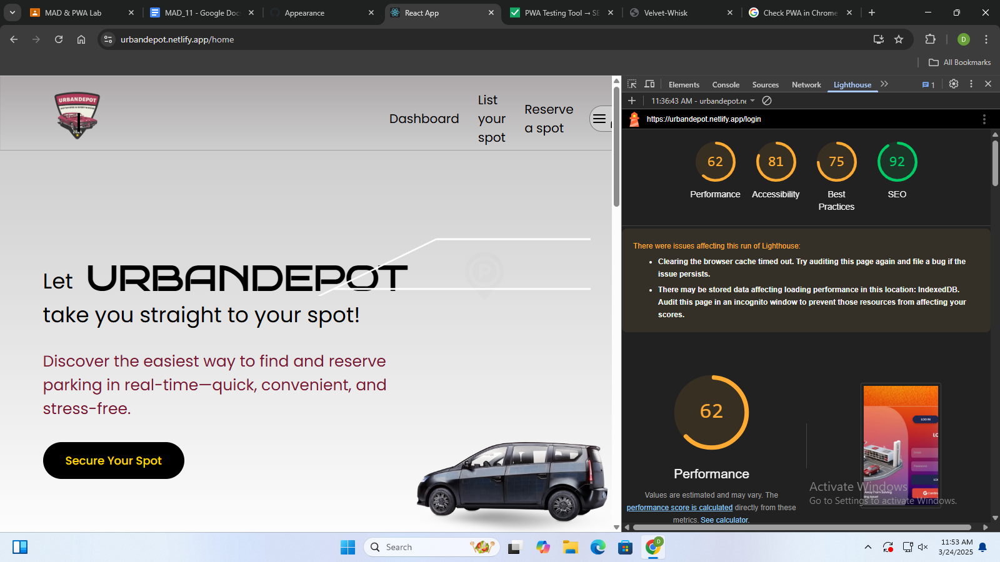 MAD & PWA Lab
MAD_11 - Google Doc
Appearance
React App
PWA Testing Tool → SE
Velvet-Whisk
Check PWA in Chrome
urbandepot.netlify.app/home
D
All Bookmarks
URBANDEPOT
Dashboard
List
your
spot
Reserve
a spot
Let URBANDEPOT
take you straight to your spot!
Discover the easiest way to find and reserve
parking in real-time—quick, convenient, and
stress-free.
Secure Your Spot
Elements
Console
Sources
Network
Lighthouse
1
11:36:43 AM - urbandepot.ne
https://urbandepot.netlify.app/login
62
81
75
92
Performance
Accessibility
Best
Practices
SEO
There were issues affecting this run of Lighthouse:
• Clearing the browser cache timed out. Try auditing this page again and file a bug if the
issue persists.
• There may be stored data affecting loading performance in this location: IndexedDB.
Audit this page in an incognito window to prevent those resources from affecting your
scores.
62
Performance
Values are estimated and may vary. The
performance score is calculated directly from these
metrics. See calculator.
LOG IN
Email
Password
Away From Solving
Activate Windows
Go to Settings to activate Windows.
Search
D
11:53 AM
3/24/2025